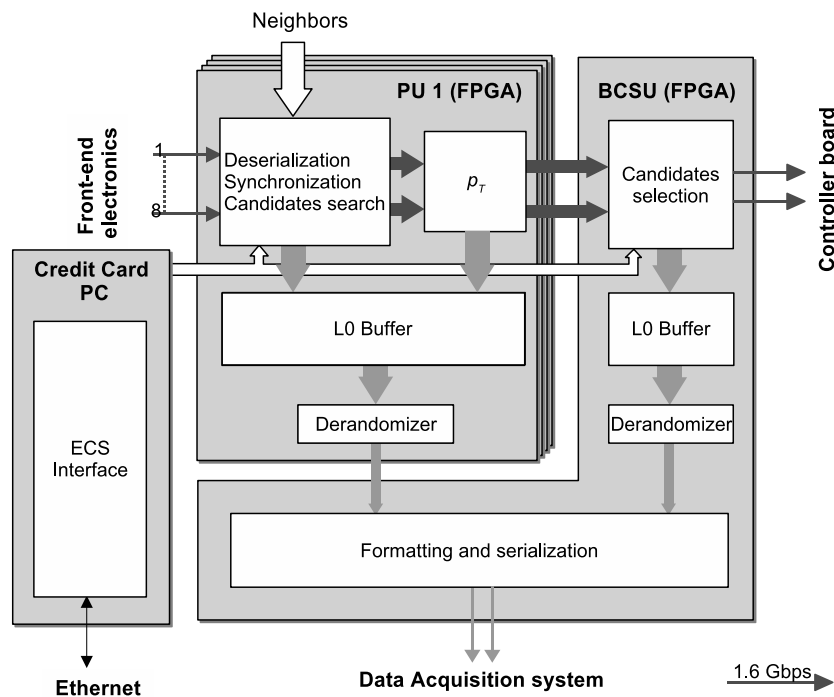 Neighbors
PU 1 (FPGA)
BCSU (FPGA)
Front-end
electronics
1
8
Deserialization
Synchronization
Candidates search
pT
Candidates
selection
Controller board
Credit Card
PC
L0 Buffer
L0 Buffer
ECS
Interface
Derandomizer
Derandomizer
Formatting and serialization
Ethernet
Data Acquisition system
1.6 Gbps